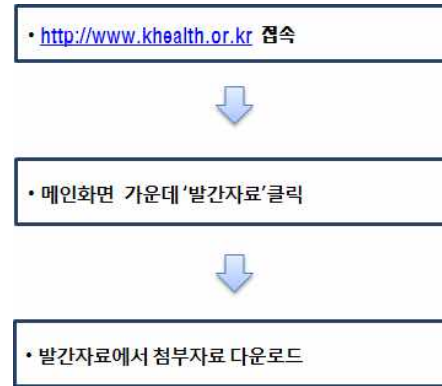 • http://www.khealth.or.kr 접속
• 메인화면 가운데 '발간자료'클릭
• 발간자료에서 첨부자료 다운로드